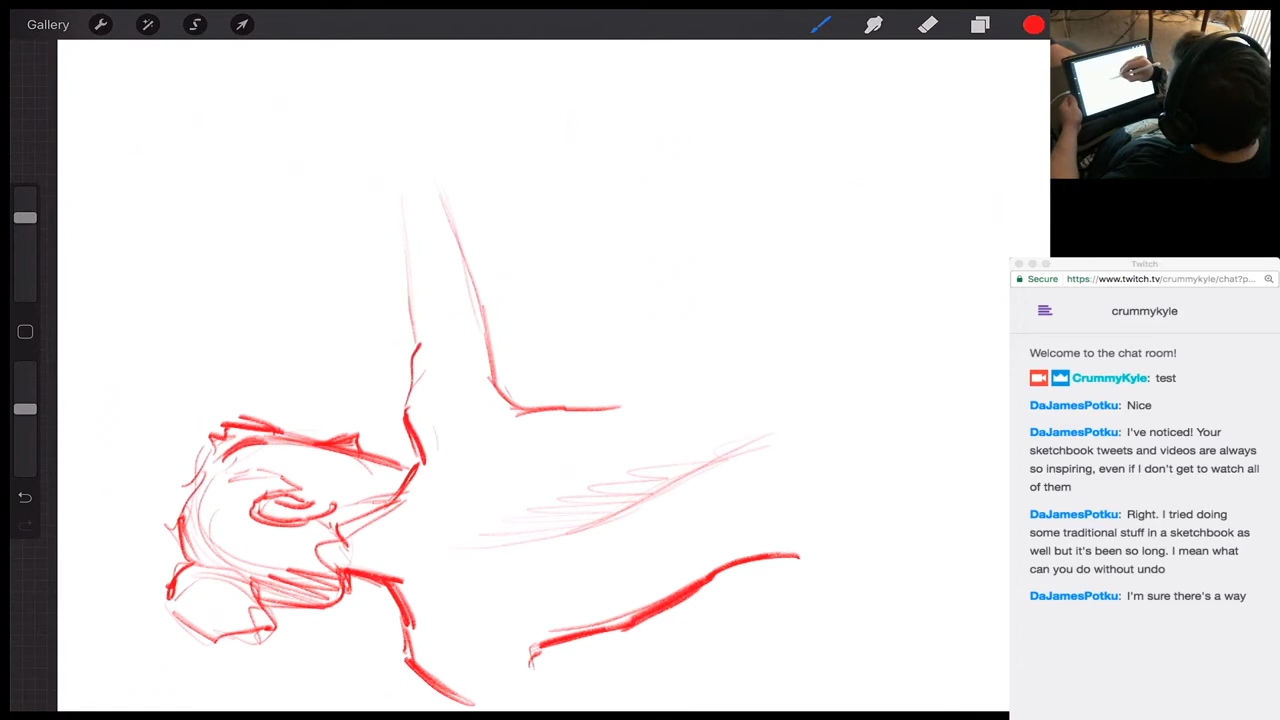 Gallery
Twitch
Secure
https://www.twitch.tv/crummykyle/chat?p...
crummykyle
Welcome to the chat room!
CrummyKyle: test
DaJamesPotku: Nice
DaJamesPotku: I've noticed! Your
sketchbook tweets and videos are always
so inspiring, even if I don't get to watch all
of them
DaJamesPotku: Right. I tried doing
some traditional stuff in a sketchbook as
well but it's been so long. I mean what
can you do without undo
DaJamesPotku: I'm sure there's a way